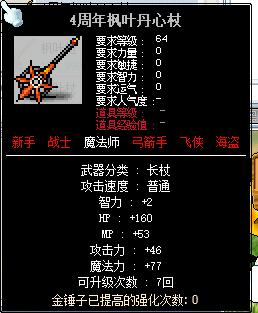 4周年枫叶丹心杖
要求等级 : 64
要求力量 : 0
要求敏捷 : 0
要求智力 : 0
要求运气 : 0
要求人气度 : -
道具等级 : -
道具经验值 : -
新手 战士 魔法师 弓箭手 飞侠 海盗
武器分类 : 长杖
攻击速度 : 普通
智力 : +2
HP : +160
MP : +53
攻击力 : +46
魔法力 : +77
可升级次数 : 7回
金锤子已提高的强化次数: 0